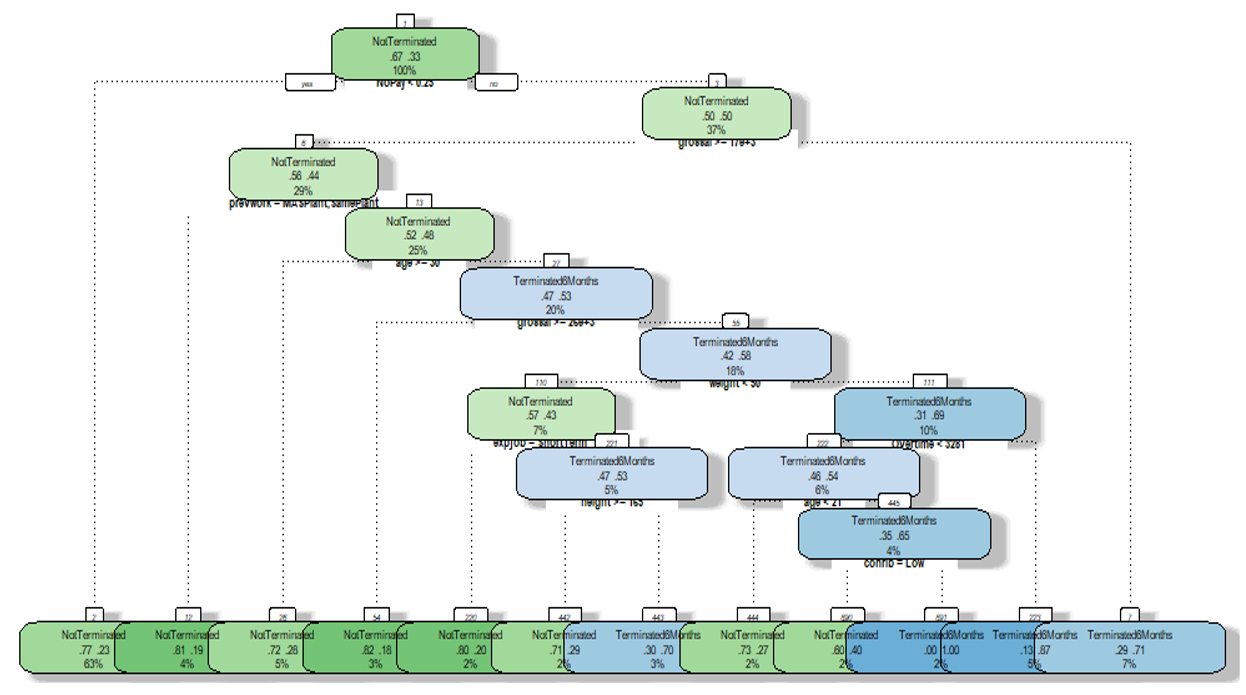 1
NotTerminated
.67 .33
100%
yes
NoPay < 0.25
no
3
NotTerminated
.50 .50
37%
grossal >= 17e+3
6
NotTerminated
.56 .44
29%
prevwork = MASPlant,samePlant
13
NotTerminated
.52 .48
25%
age >= 30
27
Terminated6Months
.47 .53
20%
grossal >= 26e+3
55
Terminated6Months
.42 .58
18%
weight < 50
110
NotTerminated
.57 .43
7%
expjob = shortTerm
111
Terminated6Months
.31 .69
10%
Overtime < 3281
221
Terminated6Months
.47 .53
5%
height >= 163
222
Terminated6Months
.46 .54
6%
age < 21
445
Terminated6Months
.35 .65
4%
conrib = Low
2
NotTerminated
.77 .23
63%
12
NotTerminated
.81 .19
4%
26
NotTerminated
.72 .28
5%
54
NotTerminated
.82 .18
3%
220
NotTerminated
.80 .20
2%
442
NotTerminated
.71 .29
2%
443
Terminated6Months
.30 .70
3%
444
NotTerminated
.73 .27
2%
890
NotTerminated
.60 .40
2%
891
Terminated6Months
.00 1.00
2%
223
Terminated6Months
.13 .87
5%
7
Terminated6Months
.29 .71
7%